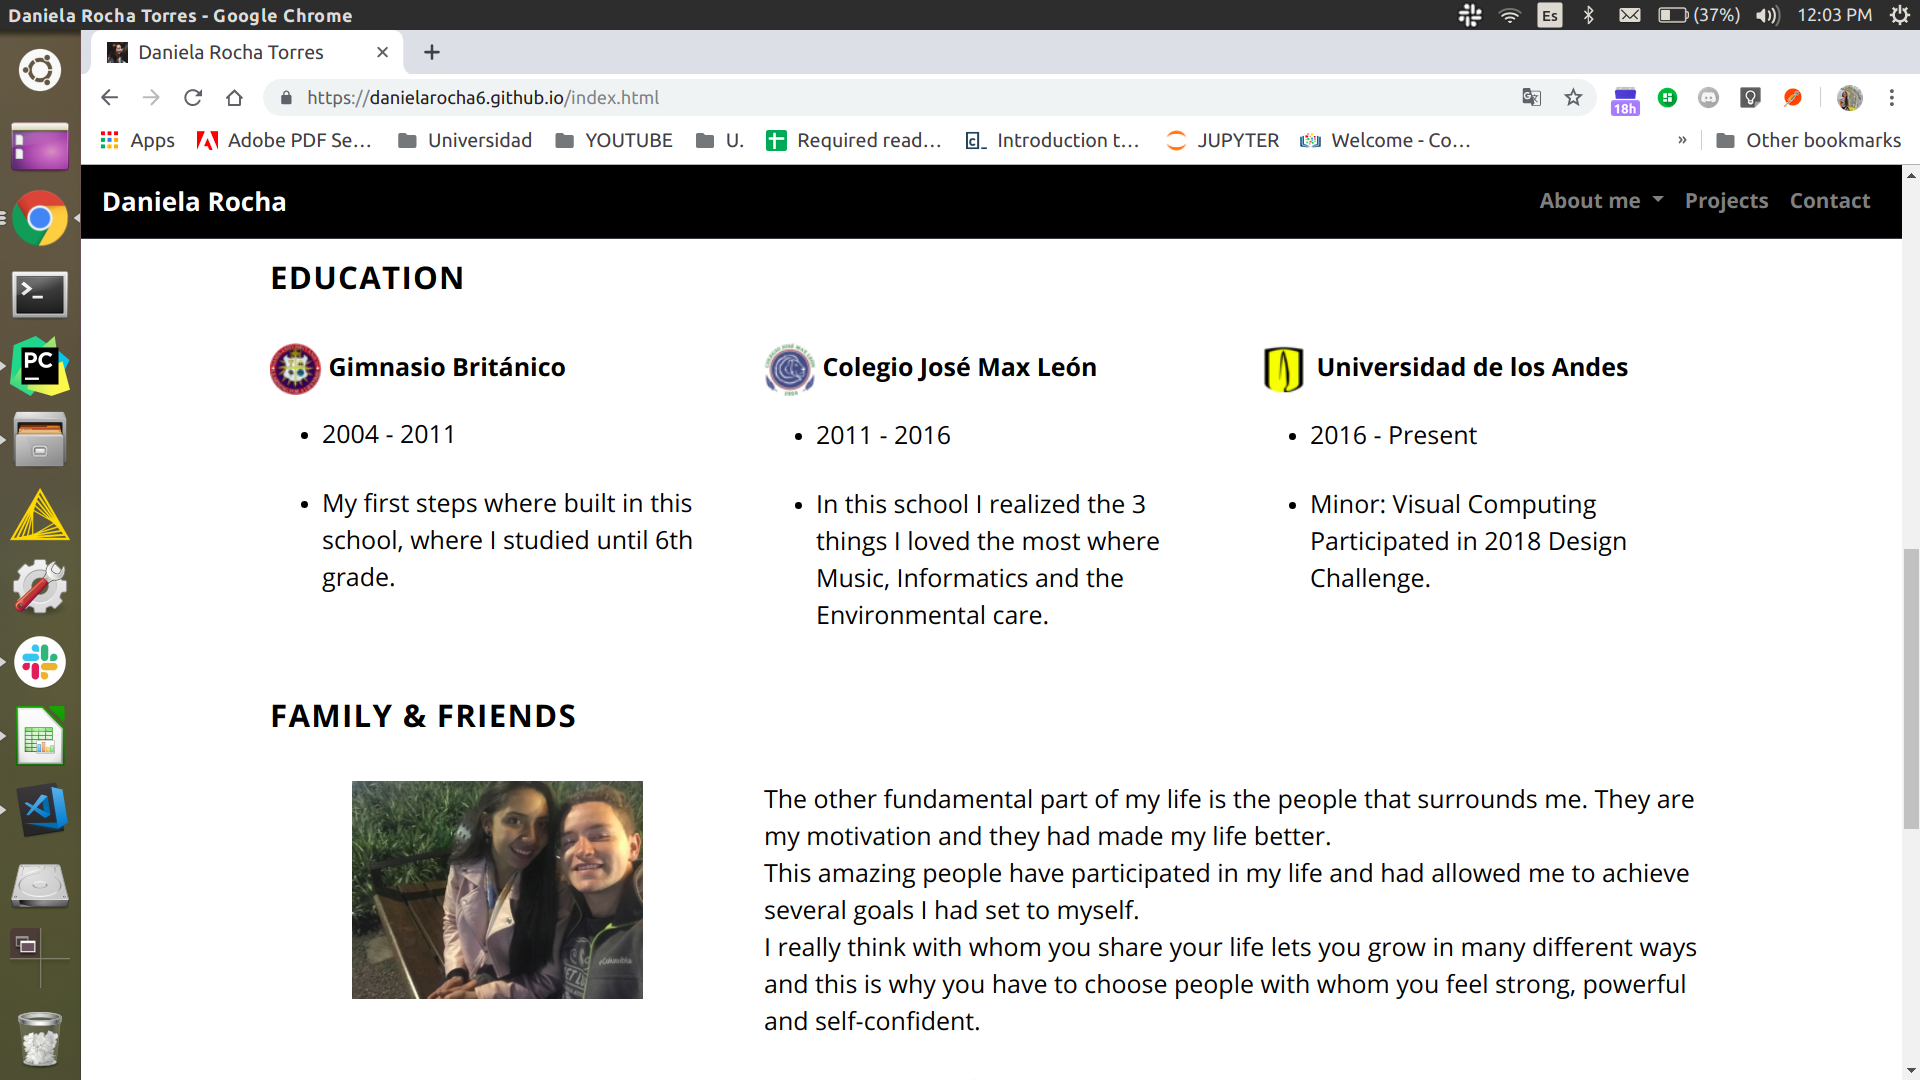 Daniela Rocha Torres - Google Chrome
Es
(37%)
12:03 PM
Daniela Rocha Torres
https://danielarocha6.github.io/index.html
18h
Apps
Adobe PDF Se...
Universidad
YOUTUBE
U.
Required read...
Introduction t...
JUPYTER
Welcome - Co...
»
Other bookmarks
Daniela Rocha
About me
Projects
Contact
PC
EDUCATION
Gimnasio Británico
• 2004 - 2011
• My first steps where built in this
school, where I studied until 6th
grade.
Colegio José Max León
• 2011 - 2016
• In this school I realized the 3
things I loved the most where
Music, Informatics and the
Environmental care.
Universidad de los Andes
• 2016 - Present
• Minor: Visual Computing
Participated in 2018 Design
Challenge.
FAMILY & FRIENDS
Columbia
The other fundamental part of my life is the people that surrounds me. They are
my motivation and they had made my life better.
This amazing people have participated in my life and had allowed me to achieve
several goals I had set to myself.
I really think with whom you share your life lets you grow in many different ways
and this is why you have to choose people with whom you feel strong, powerful
and self-confident.